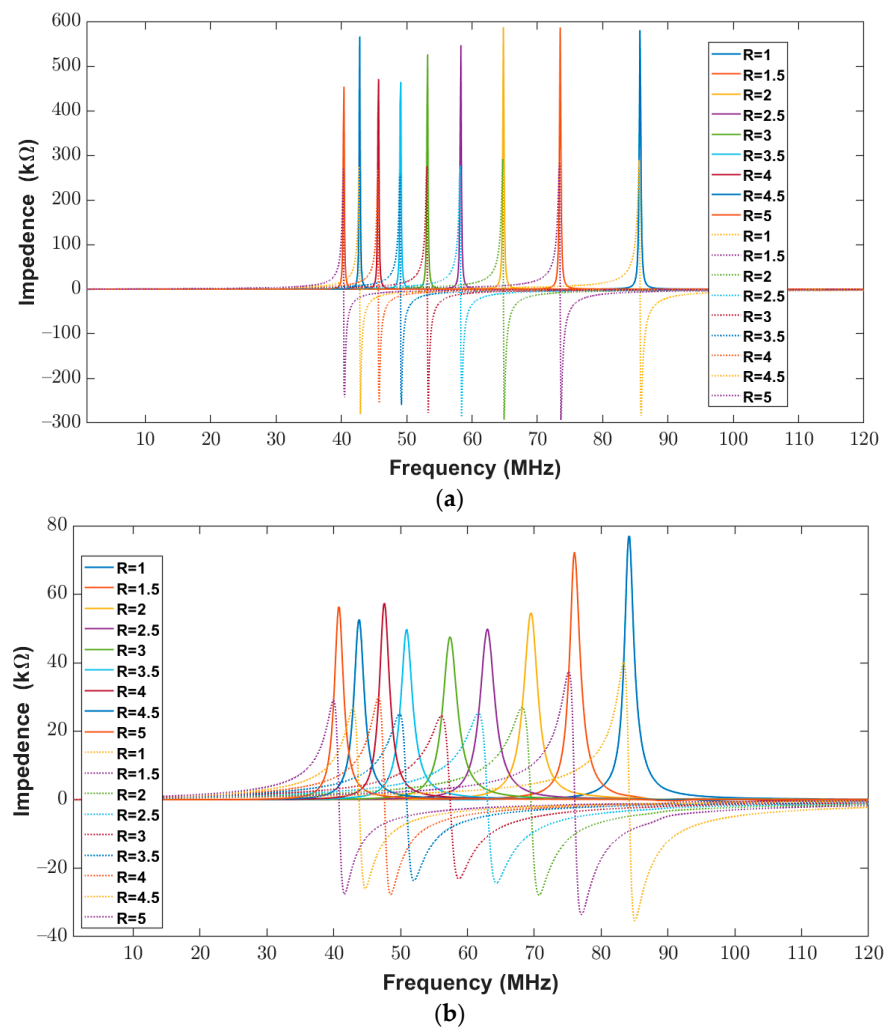 600
500
400
300
200
100
0
-100
-200
-300
Impedence (kΩ)
R=1
R=1.5
R=2
R=2.5
R=3
R=3.5
R=4
R=4.5
R=5
R=1
R=1.5
R=2
R=2.5
R=3
R=3.5
R=4
R=4.5
R=5
10 20 30 40 50 60 70 80 90 100 110 120
Frequency (MHz)
(a)
80
60
40
20
0
−20
−40
Impedence (kΩ)
R=1
R=1.5
R=2
R=2.5
R=3
R=3.5
R=4
R=4.5
R=5
R=1
R=1.5
R=2
R=2.5
R=3
R=3.5
R=4
R=4.5
R=5
10 20 30 40 50 60 70 80 90 100 110 120
Frequency (MHz)
(b)